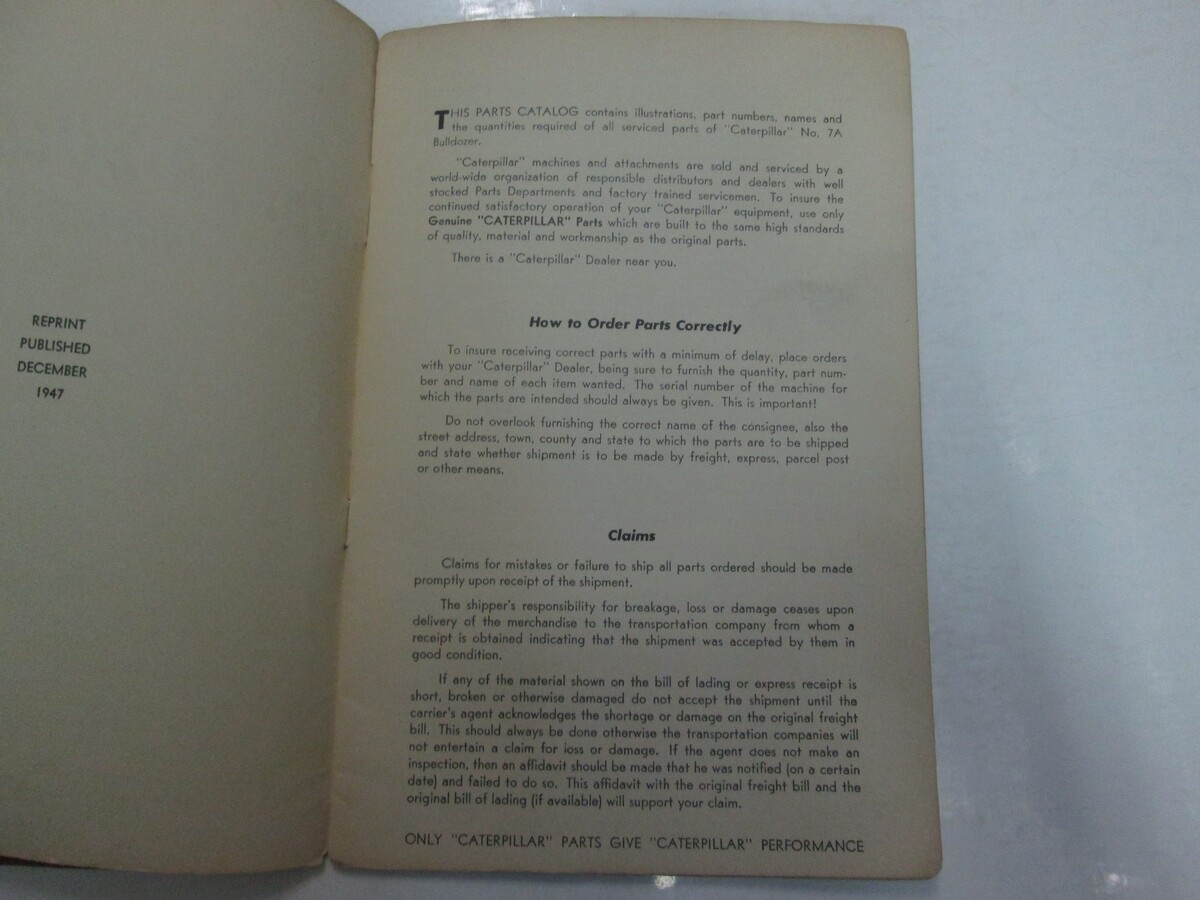 REPRINT
PUBLISHED
DECEMBER
1947
THIS PARTS CATALOG contains illustrations, part numbers, names and
the quantities required of all serviced parts of "Caterpillar" No. 7A
Bulldozer.
"Caterpillar" machines and attachments are sold and serviced by a
world-wide organization of responsible distributors and dealers with well
stocked Parts Departments and factory trained servicemen. To insure the
continued satisfactory operation of your "Caterpillar" equipment, use only
Genuine "CATERPILLAR" Parts which are built to the same high standards
of quality, material and workmanship as the original parts.
There is a "Caterpillar" Dealer near you.
How to Order Parts Correctly
To insure receiving correct parts with a minimum of delay, place orders
with your "Caterpillar" Dealer, being sure to furnish the quantity, part num-
ber and name of each item wanted. The serial number of the machine for
which the parts are intended should always be given. This is important!
Do not overlook furnishing the correct name of the consignee, also the
street address, town, county and state to which the parts are to be shipped
and state whether shipment is to be made by freight, express, parcel post
or other means.
Claims
Claims for mistakes or failure to ship all parts ordered should be made
promptly upon receipt of the shipment.
The shipper's responsibility for breakage, loss or damage ceases upon
delivery of the merchandise to the transportation company from whom a
receipt is obtained indicating that the shipment was accepted by them in
good condition.
If any of the material shown on the bill of lading or express receipt is
short, broken or otherwise damaged do not accept the shipment until the
carrier's agent acknowledges the shortage or damage on the original freight
bill. This should always be done otherwise the transportation companies will
not entertain a claim for loss or damage. If the agent does not make an
inspection, then an affidavit should be made that he was notified (on a certain
date) and failed to do so. This affidavit with the original freight bill and the
original bill of lading (if available) will support your claim.
ONLY "CATERPILLAR" PARTS GIVE "CATERPILLAR" PERFORMANCE